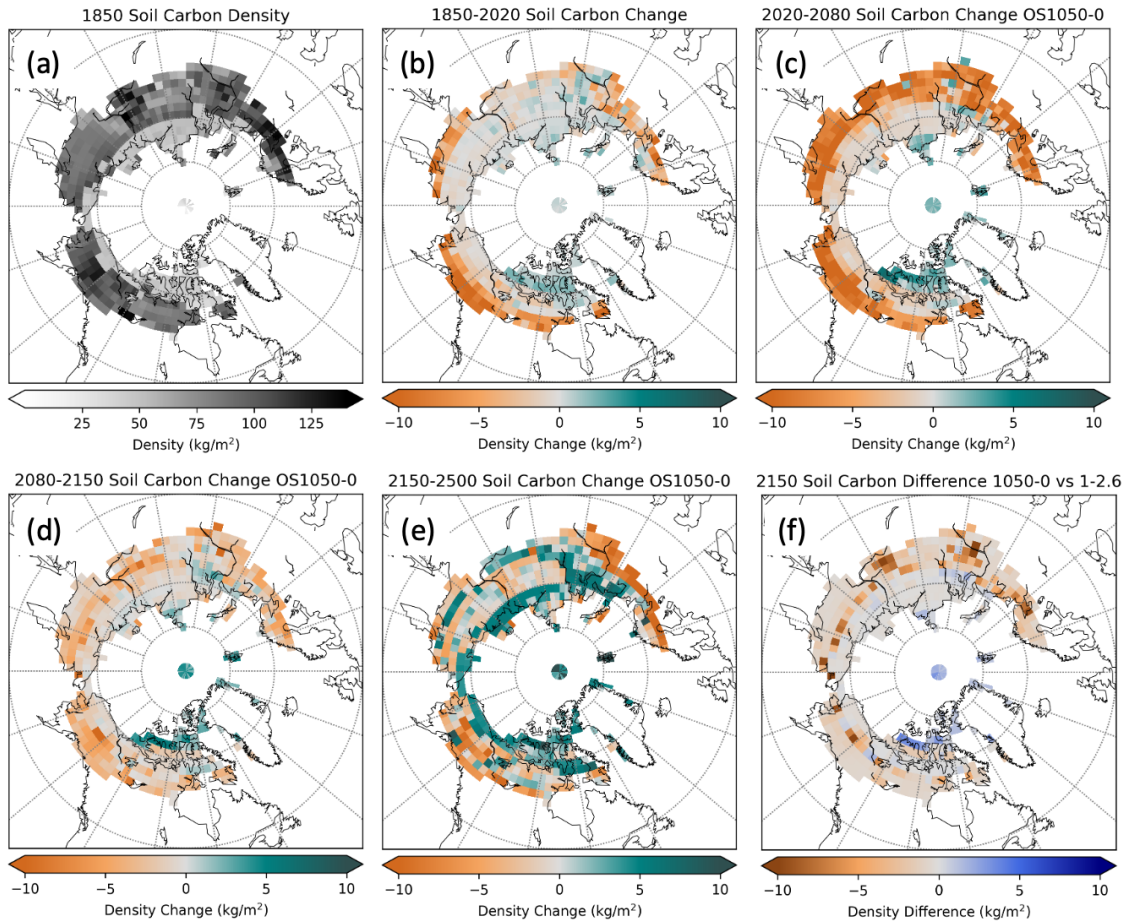 1850 Soil Carbon Density
1850-2020 Soil Carbon Change
2020-2080 Soil Carbon Change OS1050-0
(a)
(b)
(c)
25 50 75 100 125
−10 −5 0 5 10
−10 −5 0 5 10
Density (kg/m²)
Density Change (kg/m²)
Density Change (kg/m²)
2080-2150 Soil Carbon Change OS1050-0
2150-2500 Soil Carbon Change OS1050-0
2150 Soil Carbon Difference 1050-0 vs 1-2.6
(d)
(e)
(f)
−10 −5 0 5 10
−10 −5 0 5 10
−10 −5 0 5 10
Density Change (kg/m²)
Density Change (kg/m²)
Density Difference (kg/m²)